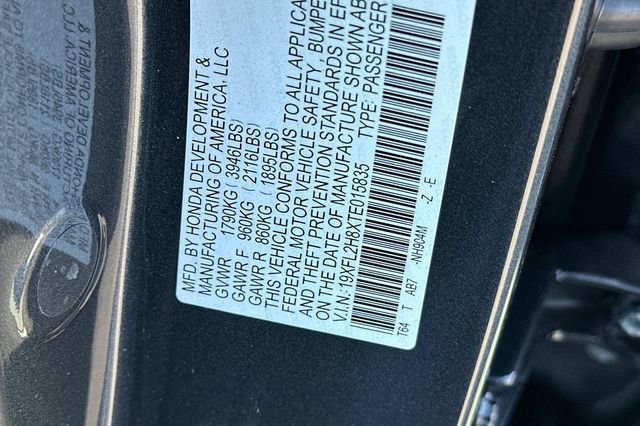 MFD. BY HONDA DEVELOPMENT &
MANUFACTURING OF AMERICA, LLC
GVWR 1790KG ( 3946LBS)
GAWR F 960KG ( 2116LBS)
GAWR R 860KG ( 1895LBS)
THIS VEHICLE CONFORMS TO ALL APPLICA
FEDERAL MOTOR VEHICLE SAFETY, BUMPE
AND THEFT PREVENTION STANDARDS IN EF
ON THE DATE OF MANUFACTURE SHOWN AB
V.I.N. 19XFL2H8XTE015835 TYPE: PASSENGER
T64 T AB7 NH904M -Z -E